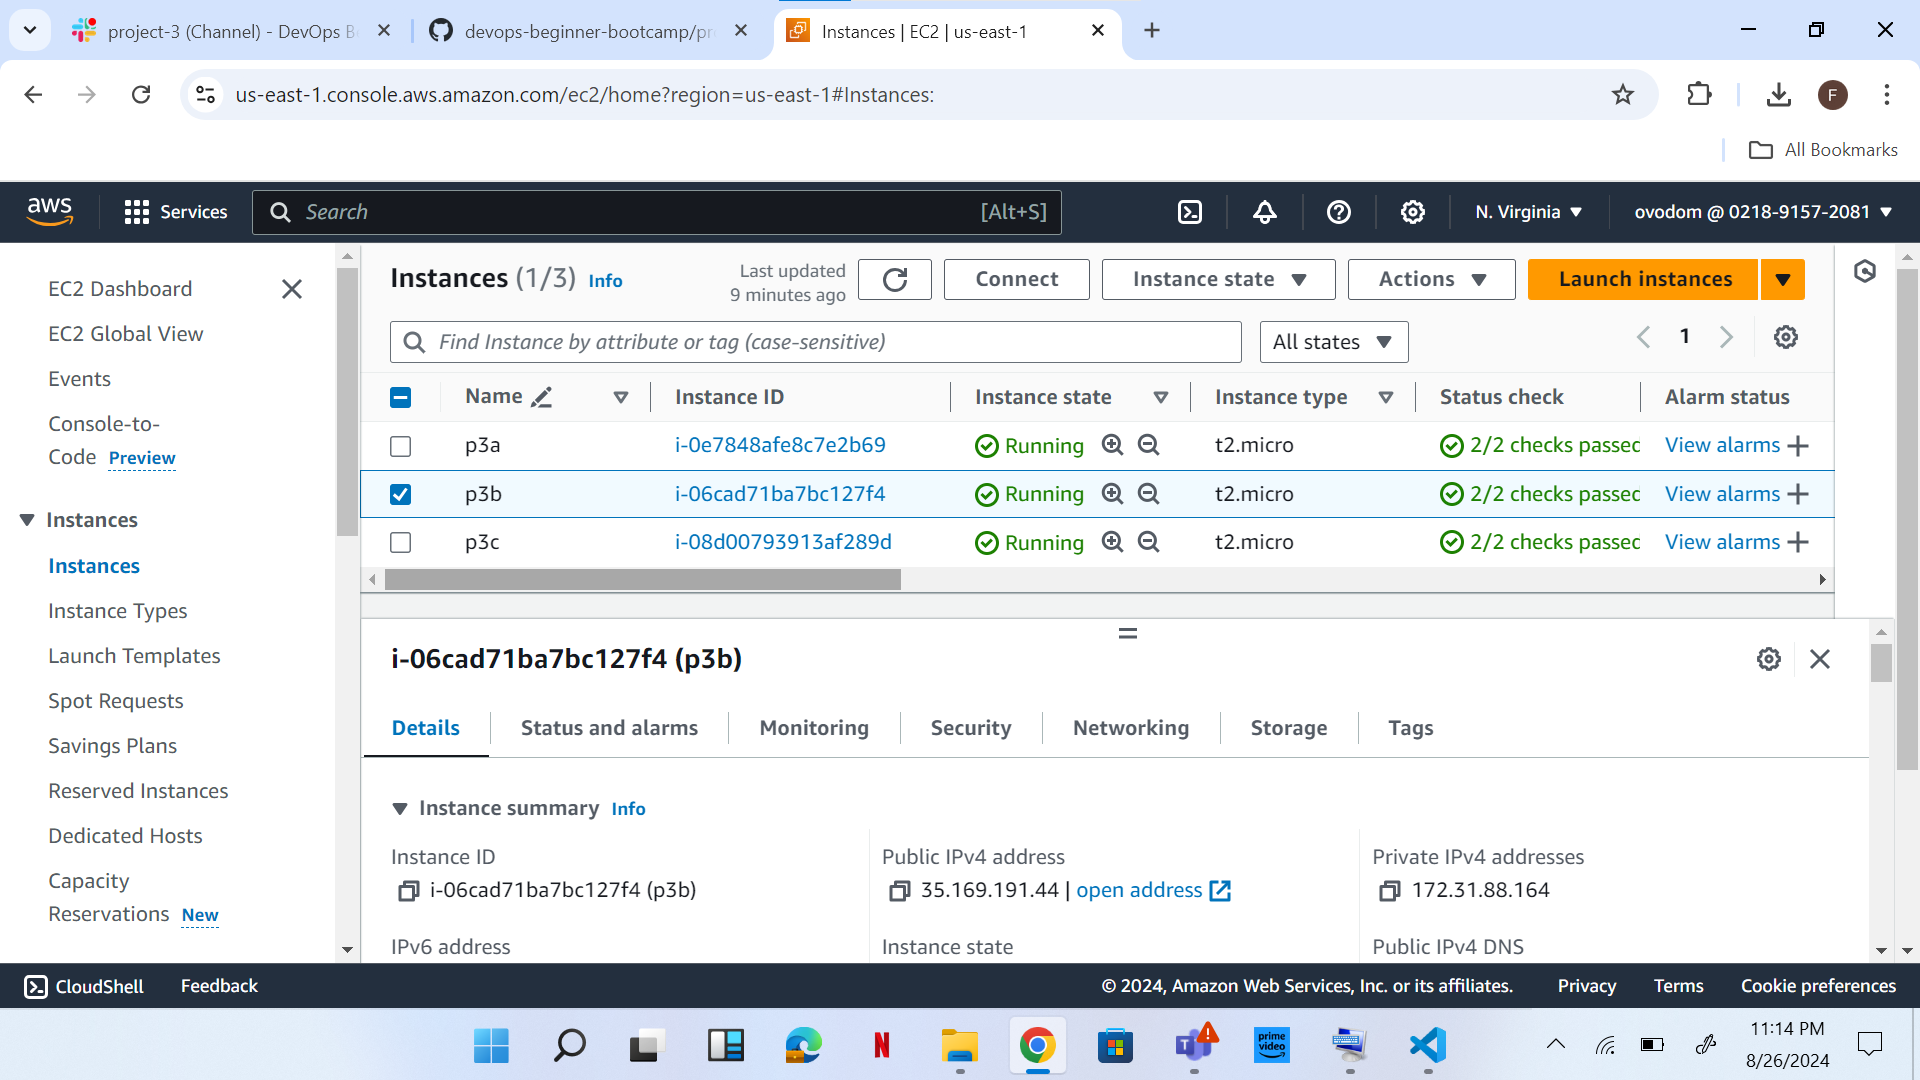 project-3 (Channel) - DevOps B
devops-beginner-bootcamp/pr
Instances | EC2 | us-east-1
us-east-1.console.aws.amazon.com/ec2/home?region=us-east-1#Instances:
F
All Bookmarks
aws
Services
Search
[Alt+S]
N. Virginia
ovodom @ 0218-9157-2081
EC2 Dashboard
EC2 Global View
Events
Console-to-
Code Preview
Instances
Instances
Instance Types
Launch Templates
Spot Requests
Savings Plans
Reserved Instances
Dedicated Hosts
Capacity
Reservations New
Instances (1/3) Info
Last updated
9 minutes ago
Connect
Instance state
Actions
Launch instances
Find Instance by attribute or tag (case-sensitive)
All states
1
Name Instance ID Instance state Instance type Status check Alarm status
p3a i-0e7848afe8c7e2b69 Running t2.micro 2/2 checks passed View alarms
p3b i-06cad71ba7bc127f4 Running t2.micro 2/2 checks passed View alarms
p3c i-08d00793913af289d Running t2.micro 2/2 checks passed View alarms
i-06cad71ba7bc127f4 (p3b)
Details Status and alarms Monitoring Security Networking Storage Tags
Instance summary Info
Instance ID
i-06cad71ba7bc127f4 (p3b)
Public IPv4 address
35.169.191.44 | open address
Private IPv4 addresses
172.31.88.164
IPv6 address
Instance state
Public IPv4 DNS
CloudShell
Feedback
© 2024, Amazon Web Services, Inc. or its affiliates.
Privacy
Terms
Cookie preferences
N
prime
video
11:14 PM
8/26/2024